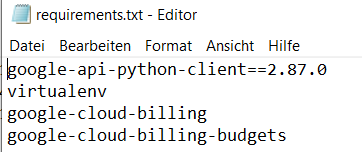 requirements.txt - Editor
Datei Bearbeiten Format Ansicht Hilfe
google-api-python-client==2.87.0
virtualenv
google-cloud-billing
google-cloud-billing-budgets